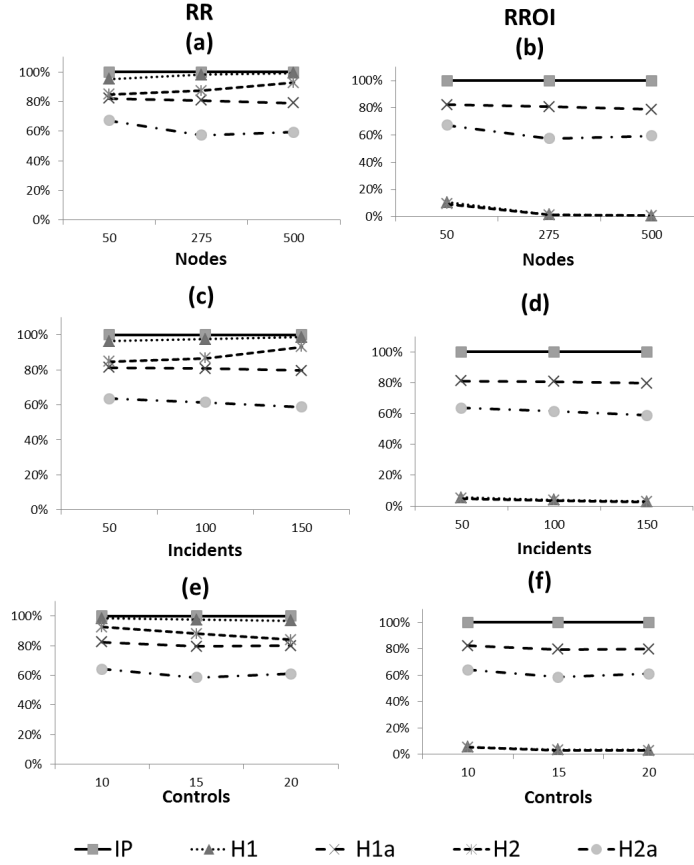 RR
RROI
(a)
(b)
100%
80%
60%
40%
20%
0%
50 275 500
Nodes
100%
80%
60%
40%
20%
0%
50 275 500
Nodes
(c)
(d)
100%
80%
60%
40%
20%
0%
50 100 150
Incidents
100%
80%
60%
40%
20%
0%
50 100 150
Incidents
(e)
(f)
100%
80%
60%
40%
20%
0%
10 15 20
Controls
100%
80%
60%
40%
20%
0%
10 15 20
Controls
IP H1 H1a H2 H2a